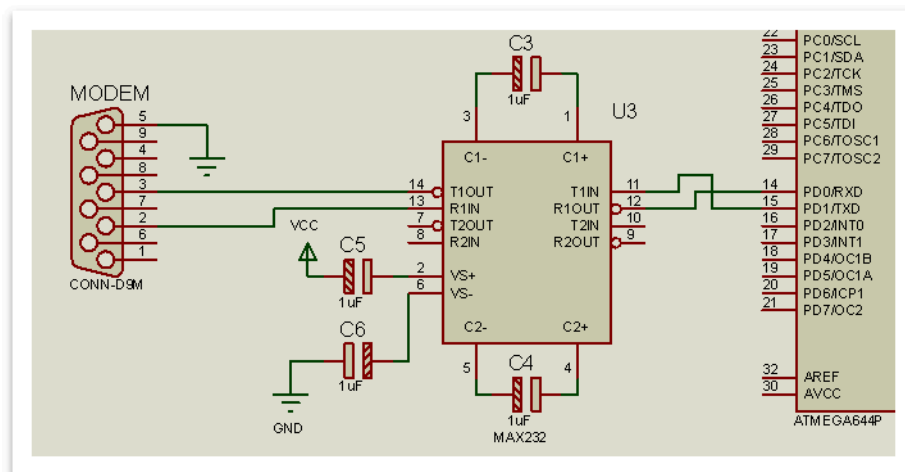 MODEM
5
9
4
8
3
7
2
6
1
CONN-D9M
C3
1uF
3
1
U3
C1-
C1+
14
T1OUT
T1IN
11
13
R1IN
R1OUT
12
7
T2OUT
T2IN
10
8
R2IN
R2OUT
9
VCC
C5
1uF
2
VS+
6
VS-
C6
1uF
GND
C2-
C2+
5
4
C4
1uF
MAX232
22 PC0/SCL
23 PC1/SDA
24 PC2/TCK
25 PC3/TMS
26 PC4/TDO
27 PC5/TDI
28 PC6/TOSC1
29 PC7/TOSC2
14 PD0/RXD
15 PD1/TXD
16 PD2/INT0
17 PD3/INT1
18 PD4/OC1B
19 PD5/OC1A
20 PD6/ICP1
21 PD7/OC2
32 AREF
30 AVCC
ATMEGA644P